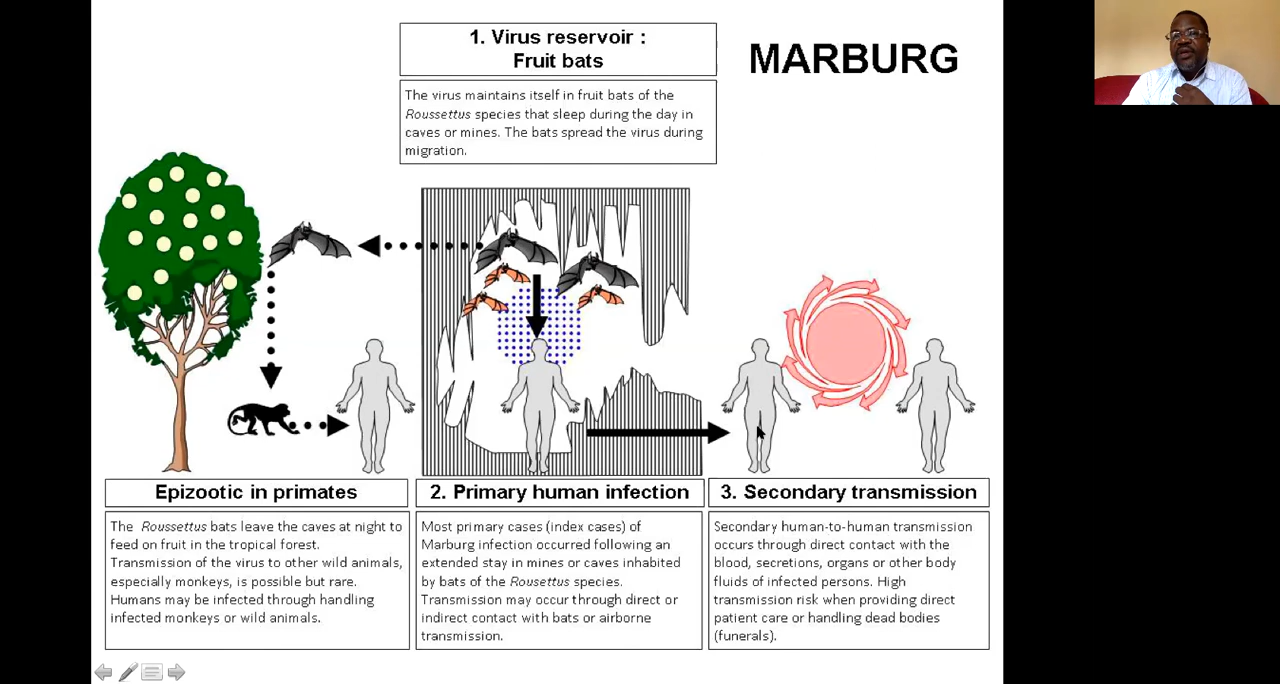 1. Virus reservoir :
Fruit bats
MARBURG
The virus maintains itself in fruit bats of the
Roussettus species that sleep during the day in
caves or mines. The bats spread the virus during
migration.
Epizootic in primates
The Roussettus bats leave the caves at night to
feed on fruit in the tropical forest.
Transmission of the virus to other wild animals,
especially monkeys, is possible but rare.
Humans may be infected through handling
infected monkeys or wild animals.
2. Primary human infection
Most primary cases (index cases) of
Marburg infection occurred following an
extended stay in mines or caves inhabited
by bats of the Rousettus species.
Transmission may occur through direct or
indirect contact with bats or airborne
transmission.
3. Secondary transmission
Secondary human-to-human transmission
occurs through direct contact with the
blood, secretions, organs or other body
fluids of infected persons. High
transmission risk when providing direct
patient care or handling dead bodies
(funerals).